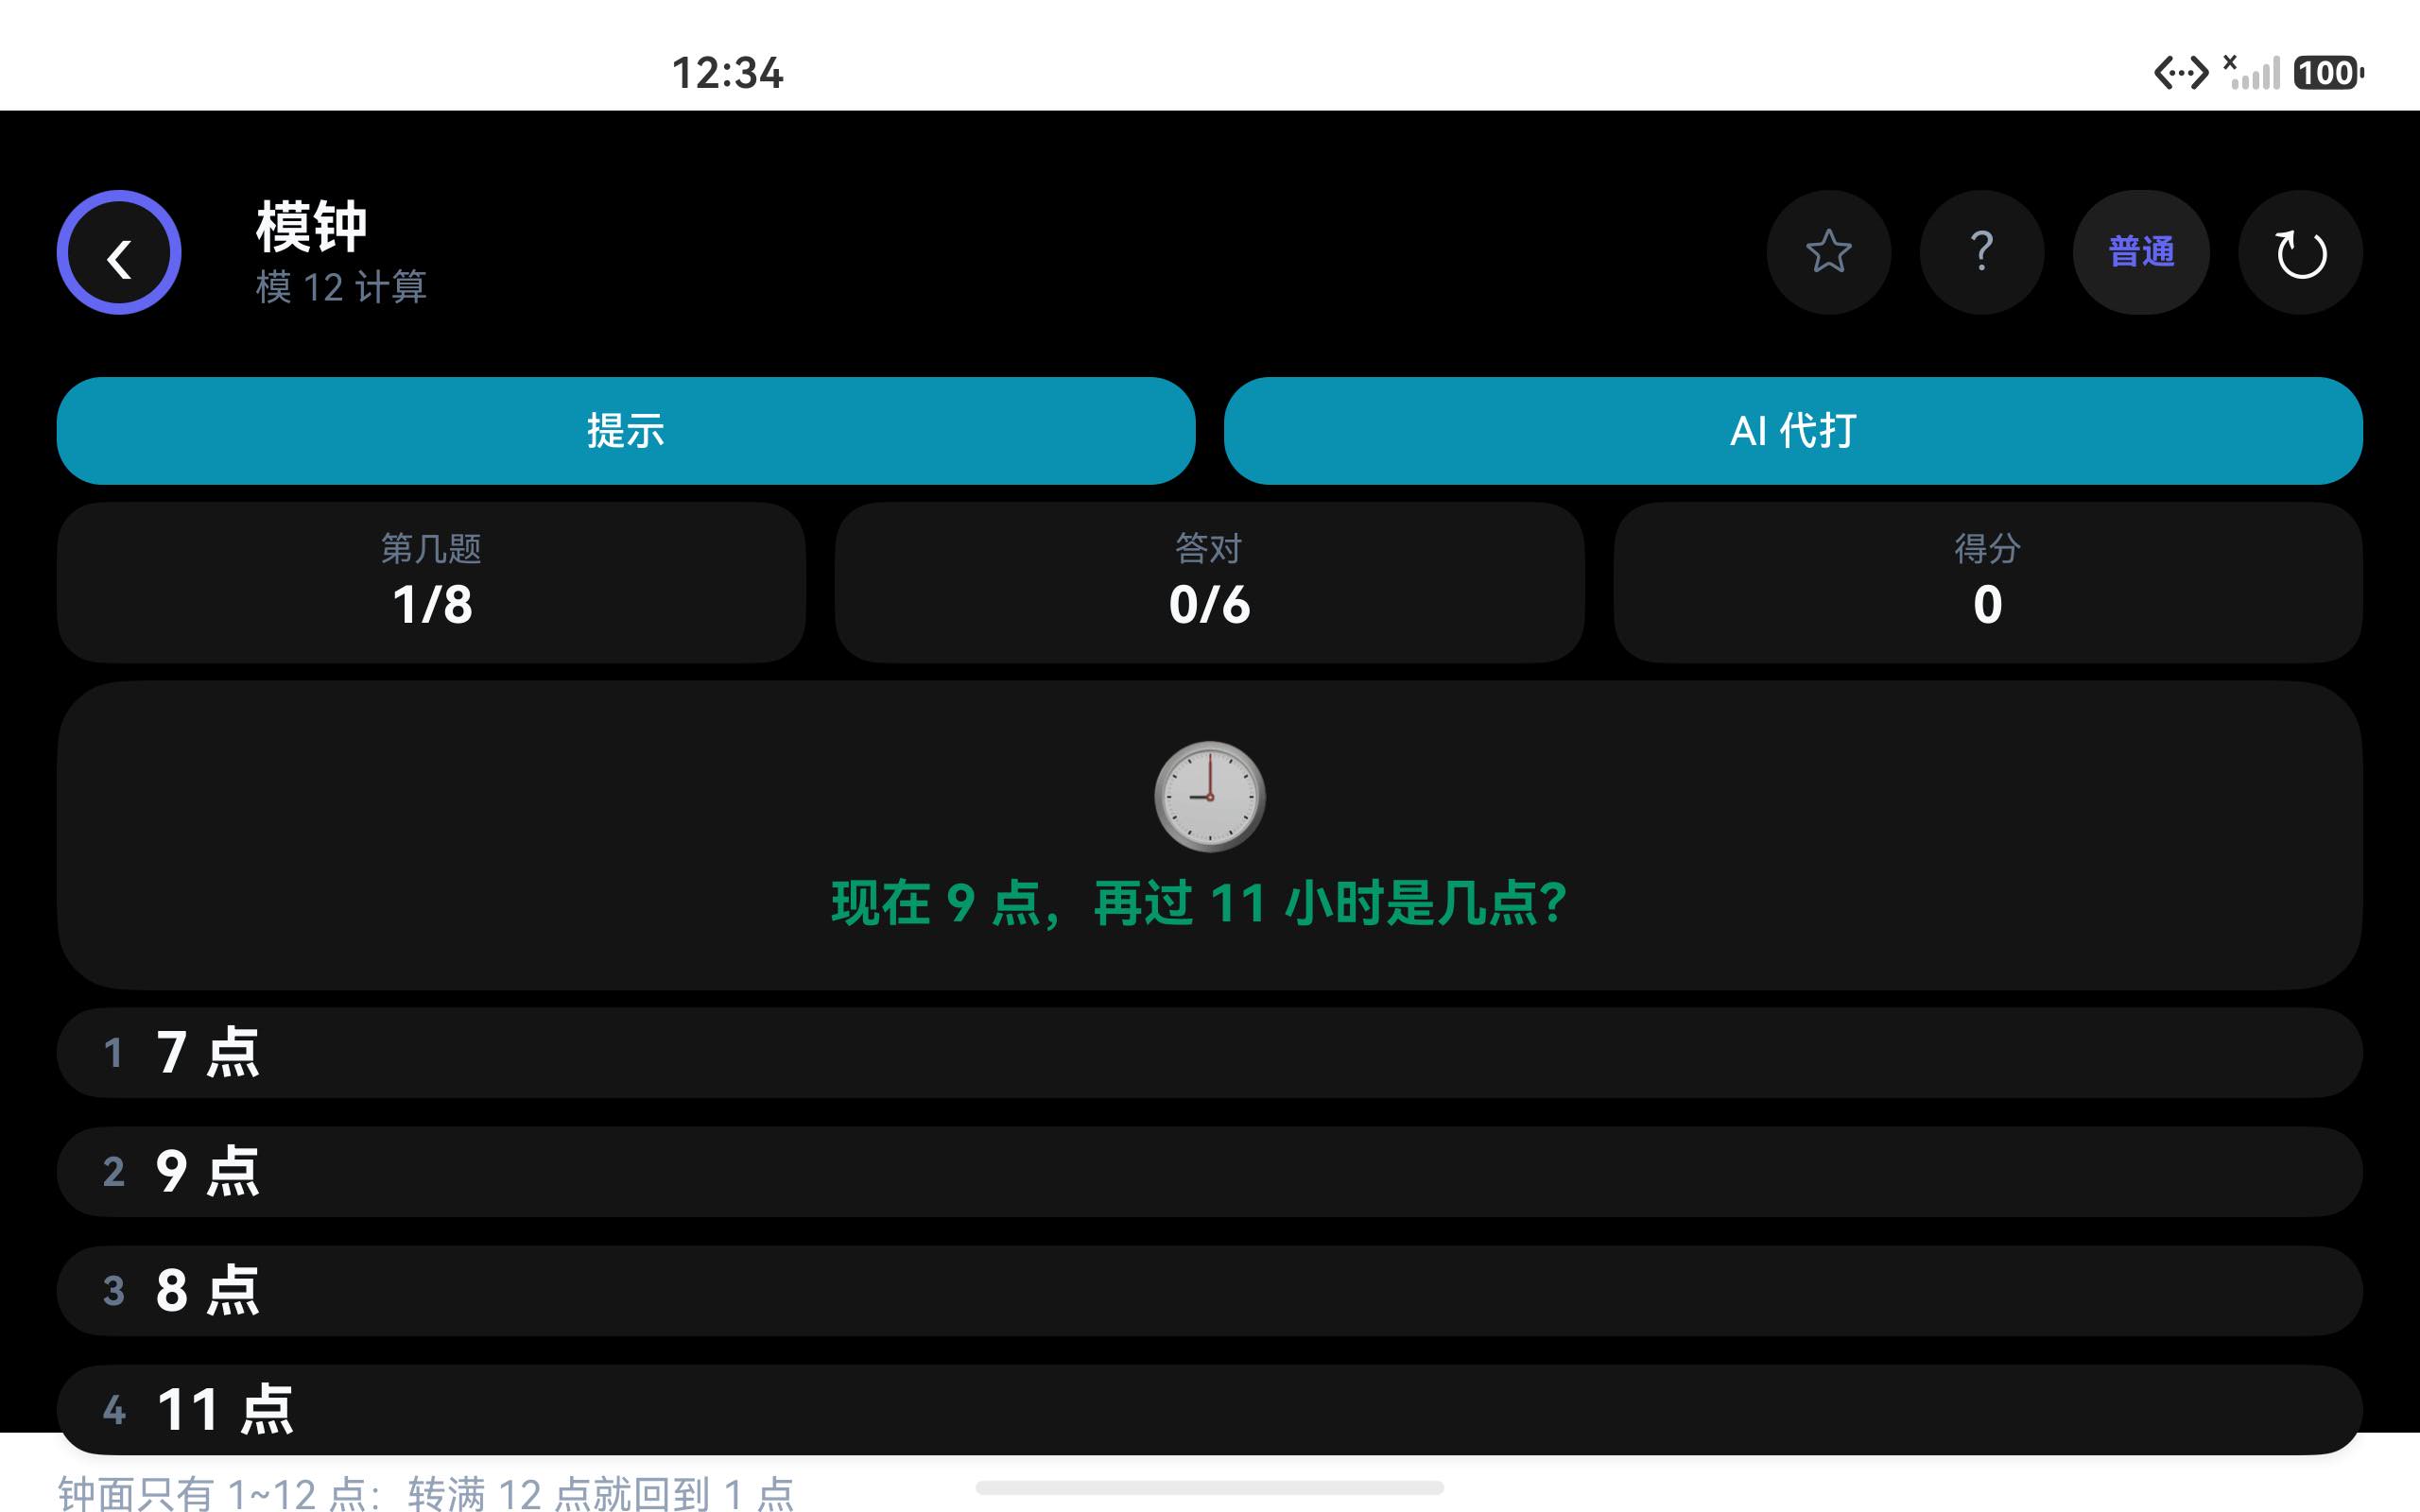 12:34
100
模钟
模 12 计算
?
普通
提示
AI 代打
第几题
1/8
答对
0/6
得分
0
现在 9 点，再过 11 小时是几点?
1 7 点
2 9 点
3 8 点
4 11 点
钟面只有 1~12 点：转满 12 点就回到 1 点